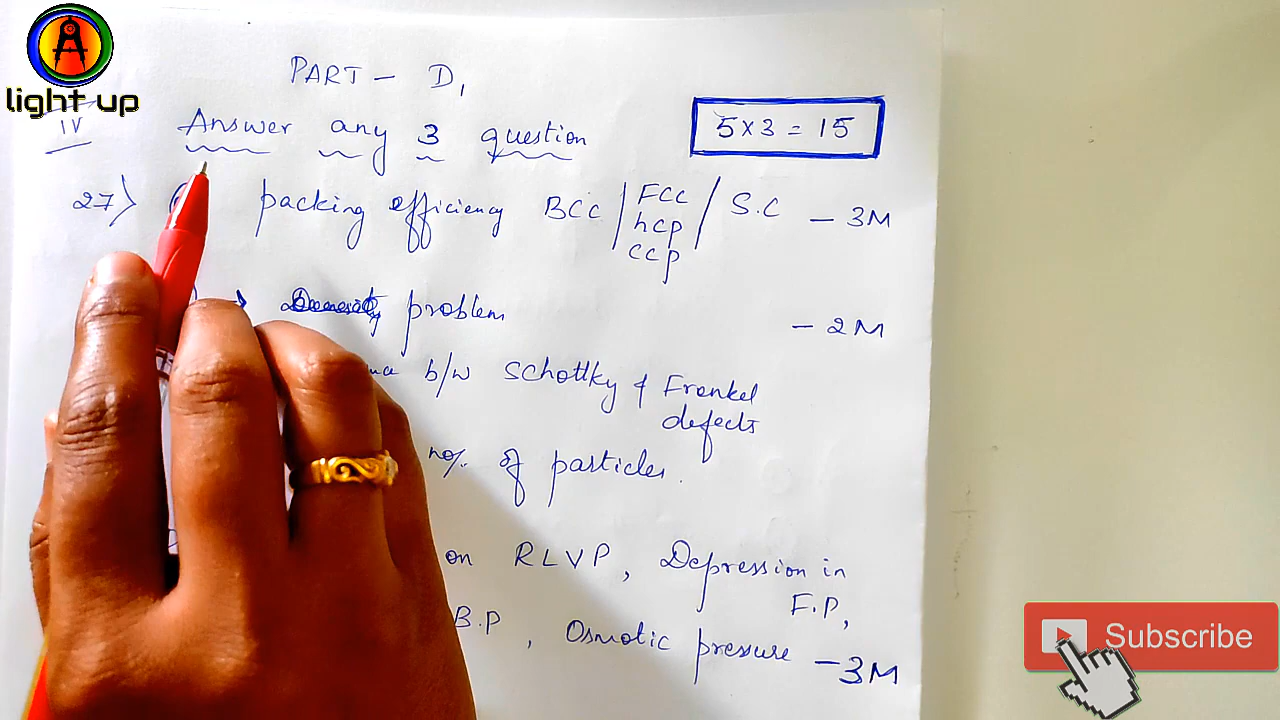 light up
PART - D,
IV
Answer any 3 question
5x3 = 15
27) packing efficiency BCC / FCC hcp ccp / S.C - 3M
problem - 2M
b/w Schottky & Frenkel
defects
no/. of particles.
on RLVP, Depression in
F.P,
B.P, Osmotic pressure - 3M
Subscribe